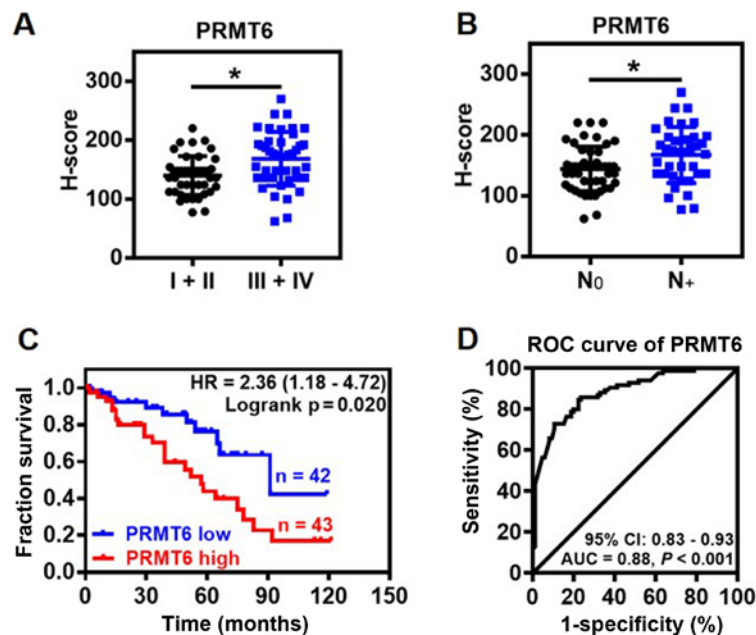 A
PRMT6
*
H-score
300
200
100
0
I + II
III + IV
B
PRMT6
*
H-score
300
200
100
0
N0
N+
C
HR = 2.36 (1.18 - 4.72)
Logrank p = 0.020
Fraction survival
1.0
0.8
0.6
0.4
0.2
0.0
n = 42
n = 43
PRMT6 low
PRMT6 high
0 30 60 90 120 150
Time (months)
D
ROC curve of PRMT6
Sensitivity (%)
100
80
60
40
20
0
95% CI: 0.83 - 0.93
AUC = 0.88, P < 0.001
0 20 40 60 80 100
1-specificity (%)